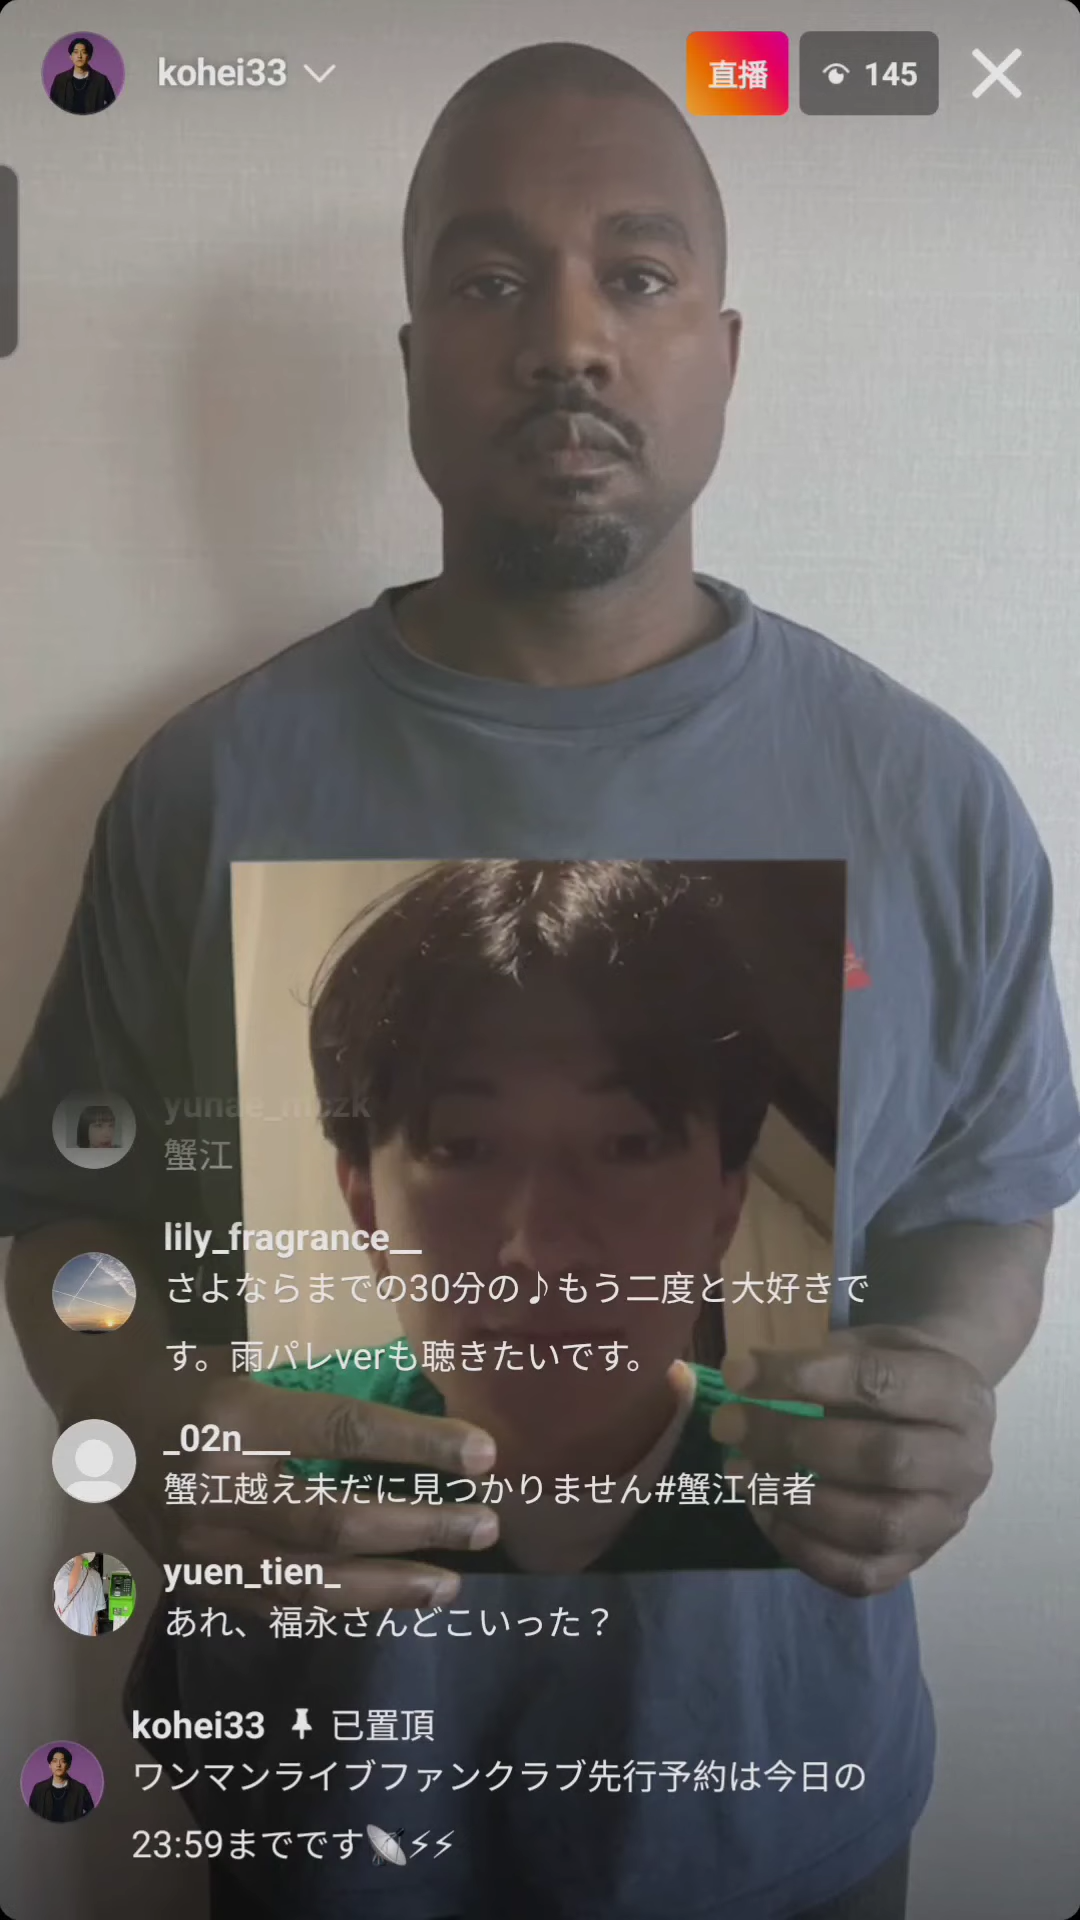 kohei33
直播
145
yunae_mczk
蟹江
lily_fragrance__
さよならまでの30分の♪もう二度と大好きで
す。雨パレverも聴きたいです。
_02n___
蟹江越え未だに見つかりません#蟹江信者
yuen_tien_
あれ、福永さんどこいった？
kohei33 已置頂
ワンマンライブファンクラブ先行予約は今日の
23:59までです📡⚡⚡